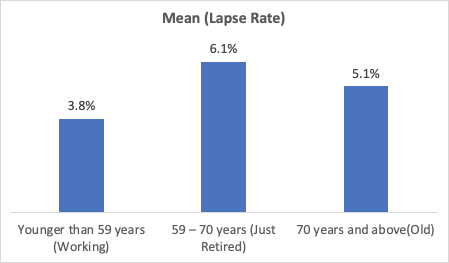 Mean (Lapse Rate)
6.1%
5.1%
3.8%
Younger than 59 years
(Working)
59 – 70 years (Just
Retired)
70 years and above(Old)